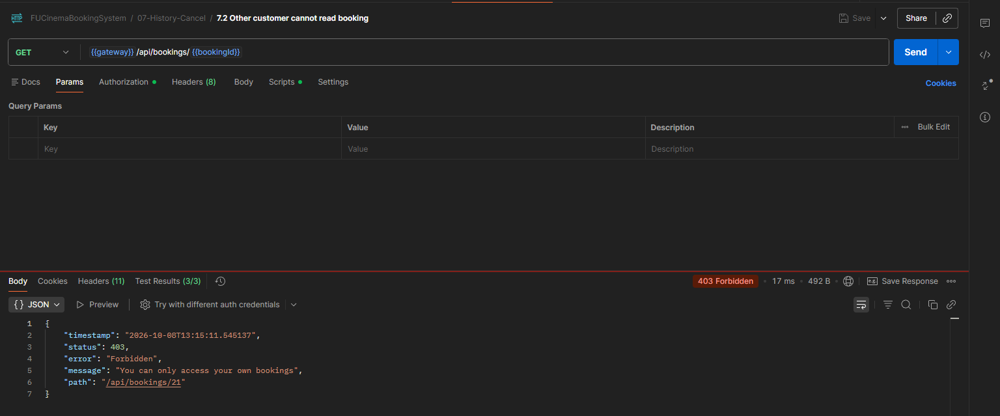 HTTP FUCinemaBookingSystem / 07-History-Cancel / 7.2 Other customer cannot read booking Save Share
GET {{gateway}} /api/bookings/ {{bookingId}} Send
Docs Params Authorization Headers (8) Body Scripts Settings Cookies
Query Params
Key Value Description Bulk Edit
Key Value Description
Body Cookies Headers (11) Test Results (3/3) 403 Forbidden 17 ms 492 B e.g. Save Response
{} JSON Preview Try with different auth credentials
1 {
2 "timestamp": "2026-10-08T13:15:11.545137",
3 "status": 403,
4 "error": "Forbidden",
5 "message": "You can only access your own bookings",
6 "path": "/api/bookings/21"
7 }